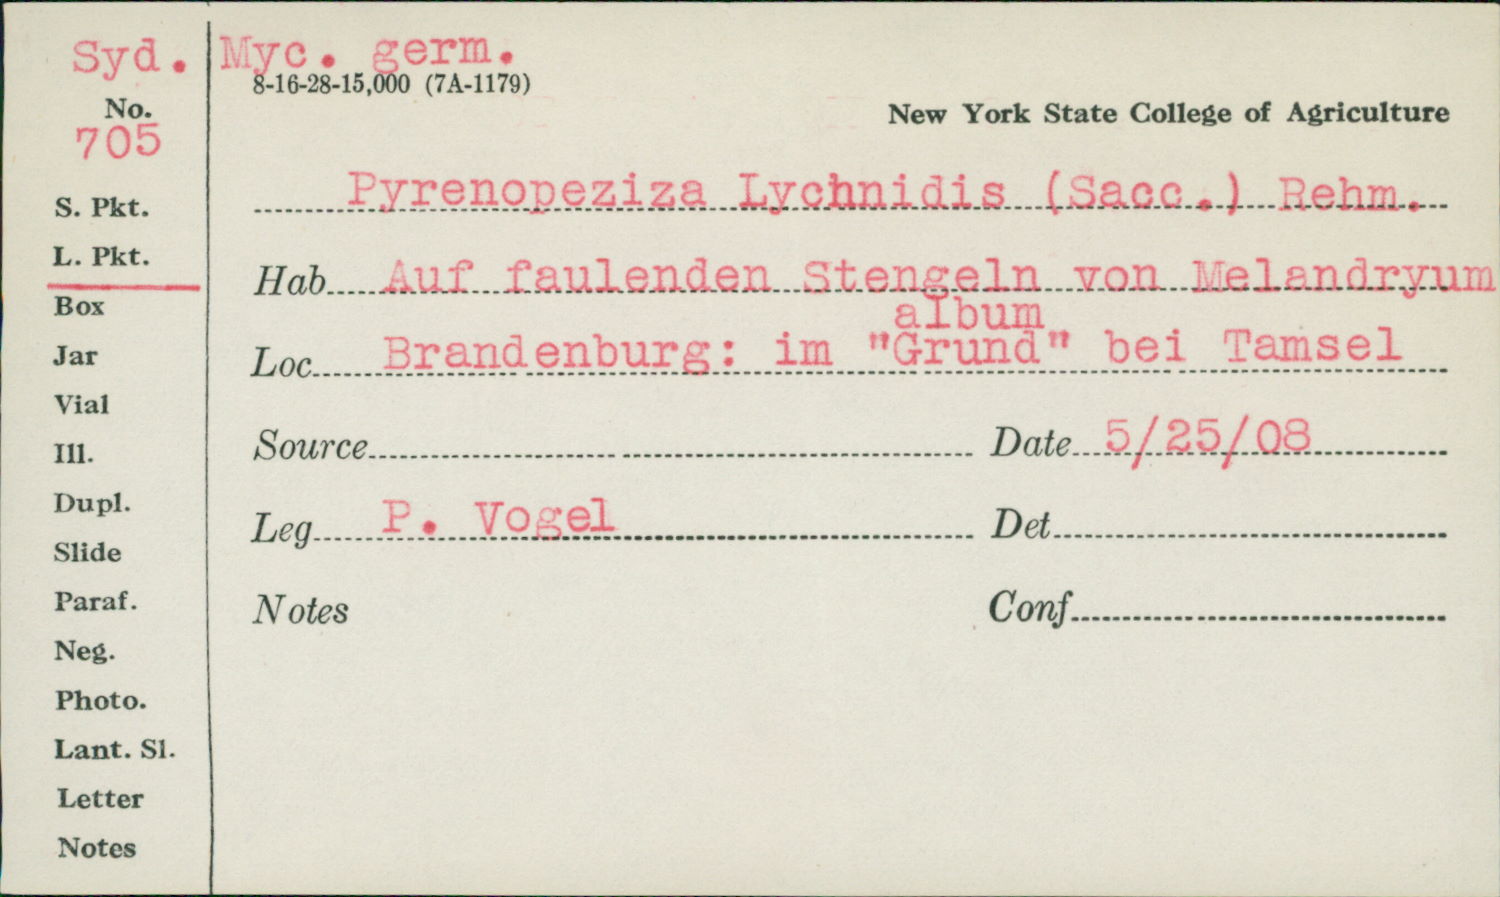 Syd. Myc. germ.
8-16-28-15,000 (7A-1179)
No.
705
New York State College of Agriculture
Pyrenopeziza Lychnidis (Sacc.) Rehm.
S. Pkt.
L. Pkt.
Box
Jar
Vial
Ill.
Dupl.
Slide
Paraf.
Neg.
Photo.
Lant. Sl.
Letter
Notes
Hab. Auf faulenden Stengeln von Melandryum
album
Loc. Brandenburg: im "Grund" bei Tamsel
Source Date 5/25/08
Leg. P. Vogel Det.
Notes Conf.